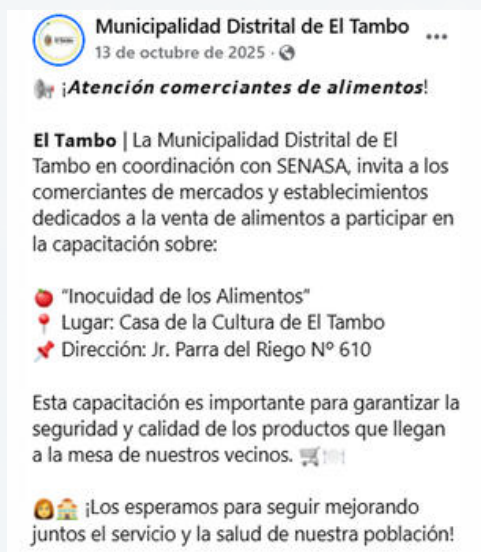 Municipalidad Distrital de El Tambo
13 de octubre de 2025 ·
¡Atención comerciantes de alimentos!
El Tambo | La Municipalidad Distrital de El
Tambo en coordinación con SENASA, invita a los
comerciantes de mercados y establecimientos
dedicados a la venta de alimentos a participar en
la capacitación sobre:
“Inocuidad de los Alimentos”
Lugar: Casa de la Cultura de El Tambo
Dirección: Jr. Parra del Riego Nº 610
Esta capacitación es importante para garantizar la
seguridad y calidad de los productos que llegan
a la mesa de nuestros vecinos.
¡Los esperamos para seguir mejorando
juntos el servicio y la salud de nuestra población!